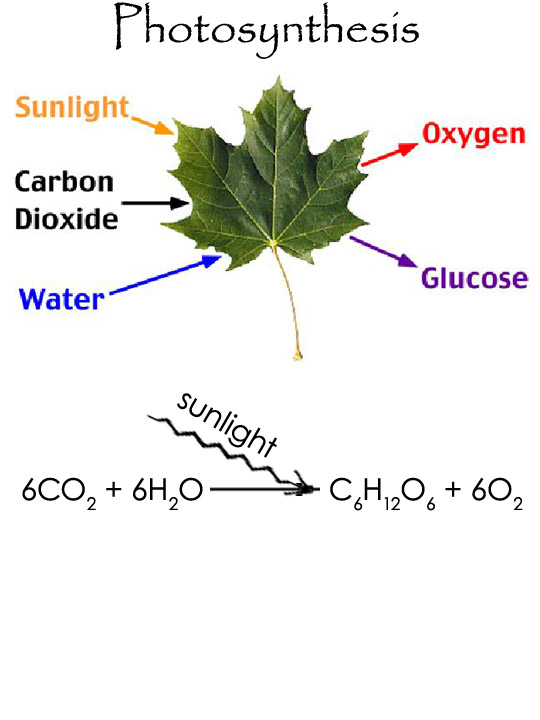 Photosynthesis
Sunlight
Carbon
Dioxide
Water
Oxygen
Glucose
sunlight
6CO₂ + 6H₂O → C₆H₁₂O₆ + 6O₂